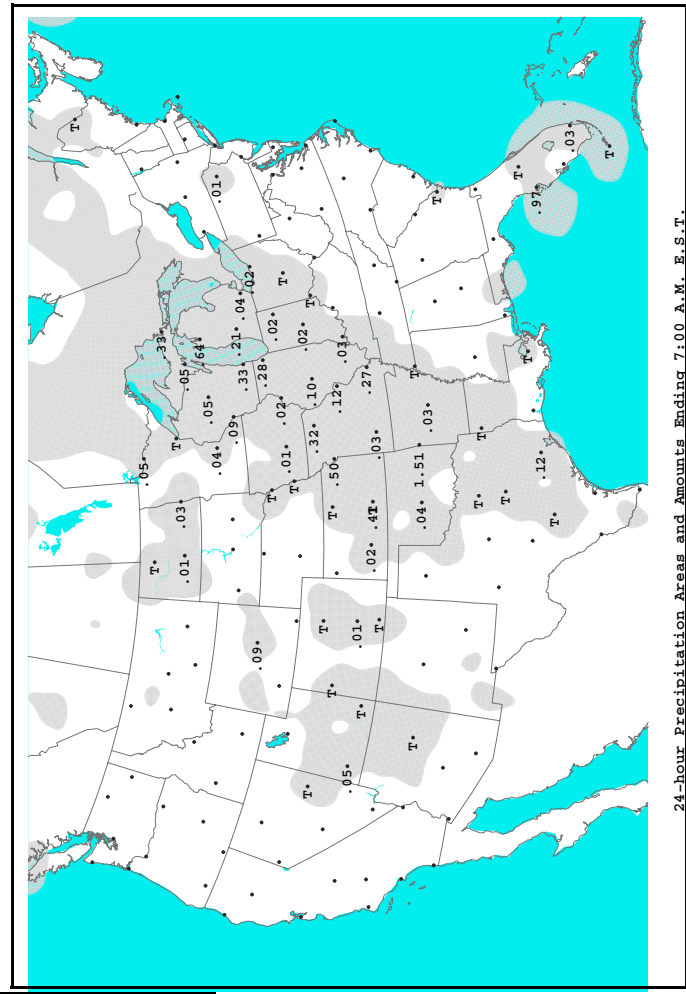 T
.05
T
.33
T
.03
.01
.05
.64
.05
.04
.01
.09
.21
.04
.33
.02
.09
.28
T
.02
.02
T
.01
T
.02
T
T
.10
.32
T
T
T
.50
.12
.03
.05
.01
T
.27
.02
T
.03
T
T
T
.04
1.51
.03
T
T
T
T
T
T
.97
.12
T
.03
T
24-hour Precipitation Areas and Amounts Ending 7:00 A.M. E.S.T.